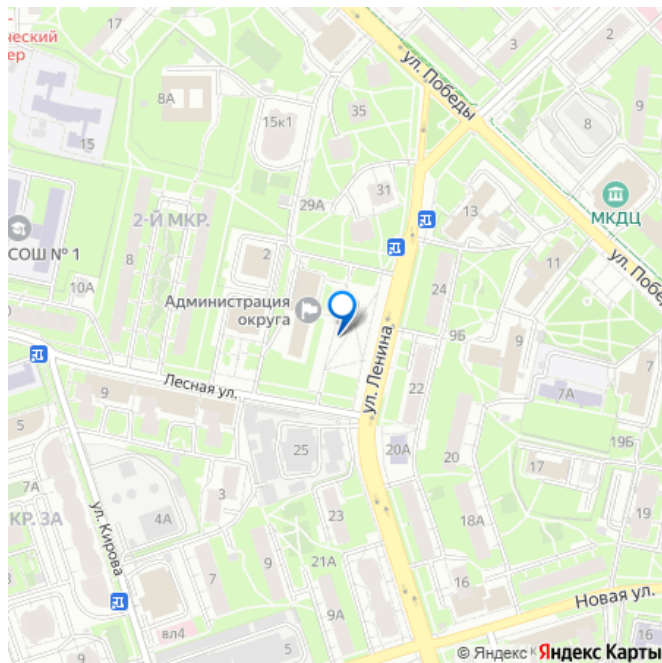 17
ческий
ер
3
2
ул. Победы
8А
35
15к1
9
8
15
31
29А
13
МКДЦ
2-Й МКР.
СОШ № 1
8
2
11
ул. Побе
10А
24
Администрация
округа
9Б
9
ул. Ленина
22
7
7А
Лесная ул.
9
5
25
20А
20
19Б
17
7А
КР. 3А
ул. Кирова
4А
3
23
18А
19
21А
7
9
9А
16
Новая ул.
вл4
5
© Яндекс
Яндекс Карты